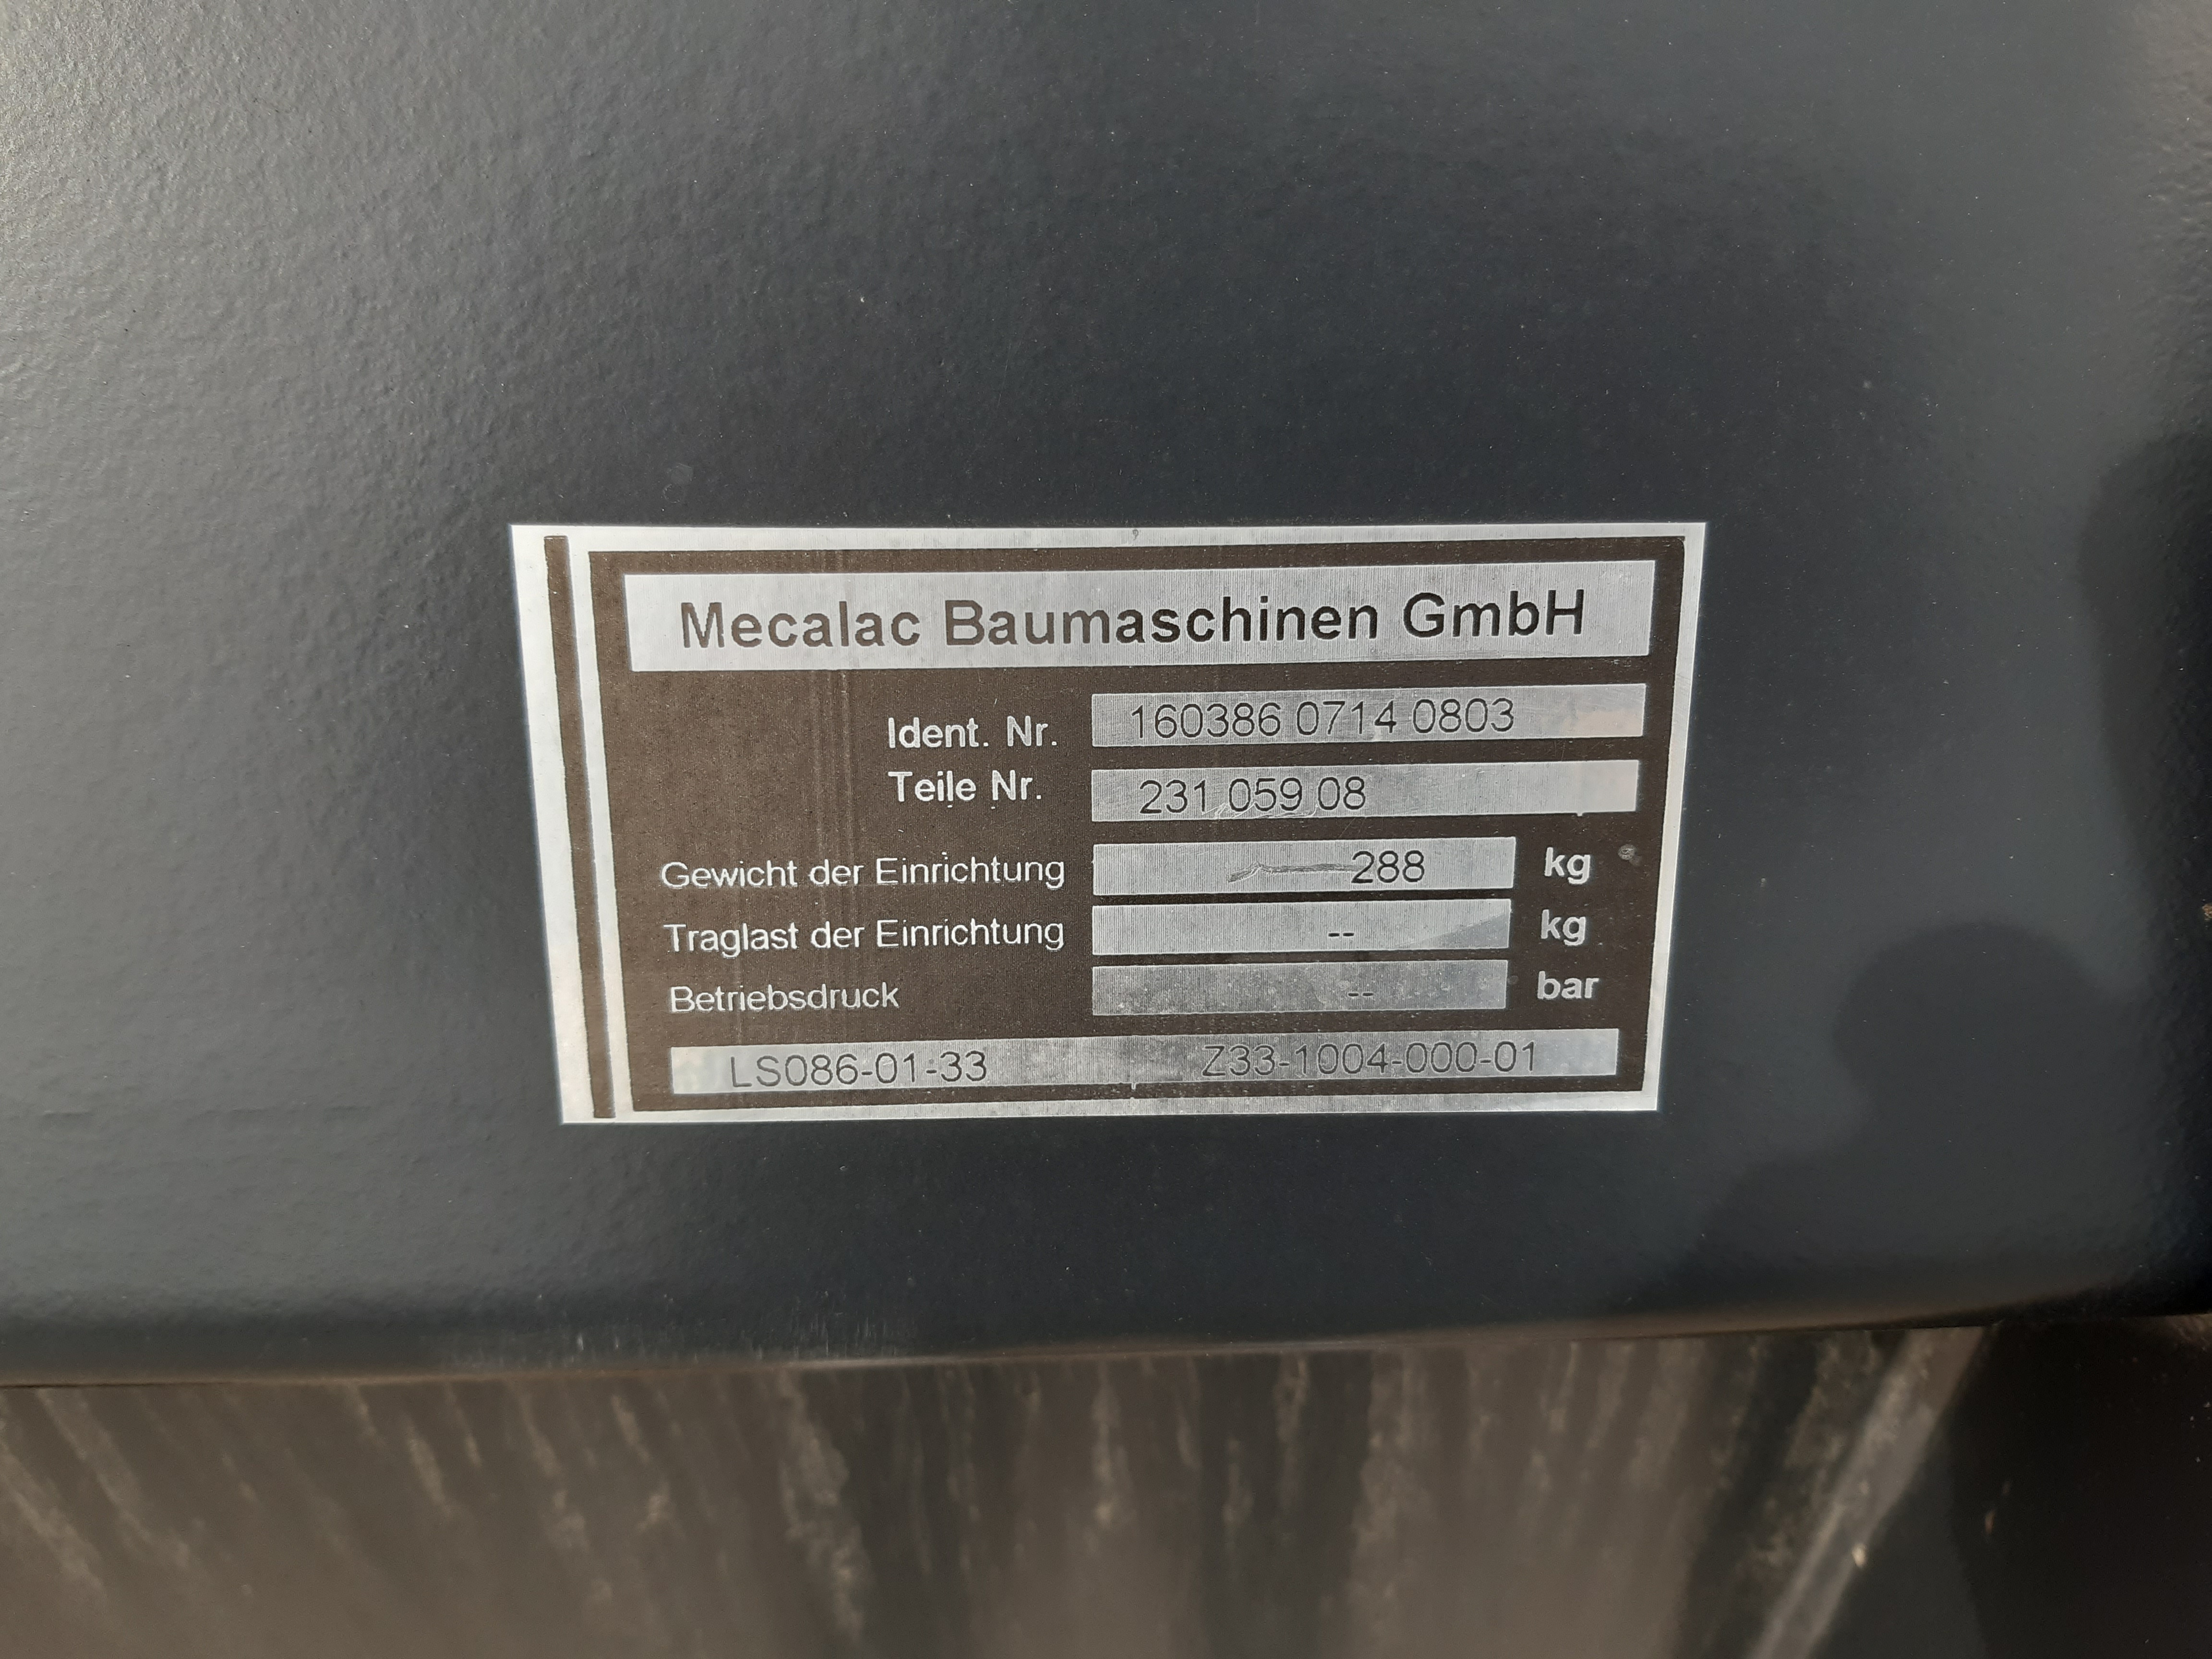 Mecalac Baumaschinen GmbH
Ident. Nr. 160386 0714 0803
Teile Nr. 231 059 08
Gewicht der Einrichtung 288 kg
Traglast der Einrichtung -- kg
Betriebsdruck -- bar
LS086-01-33 Z33-1004-000-01